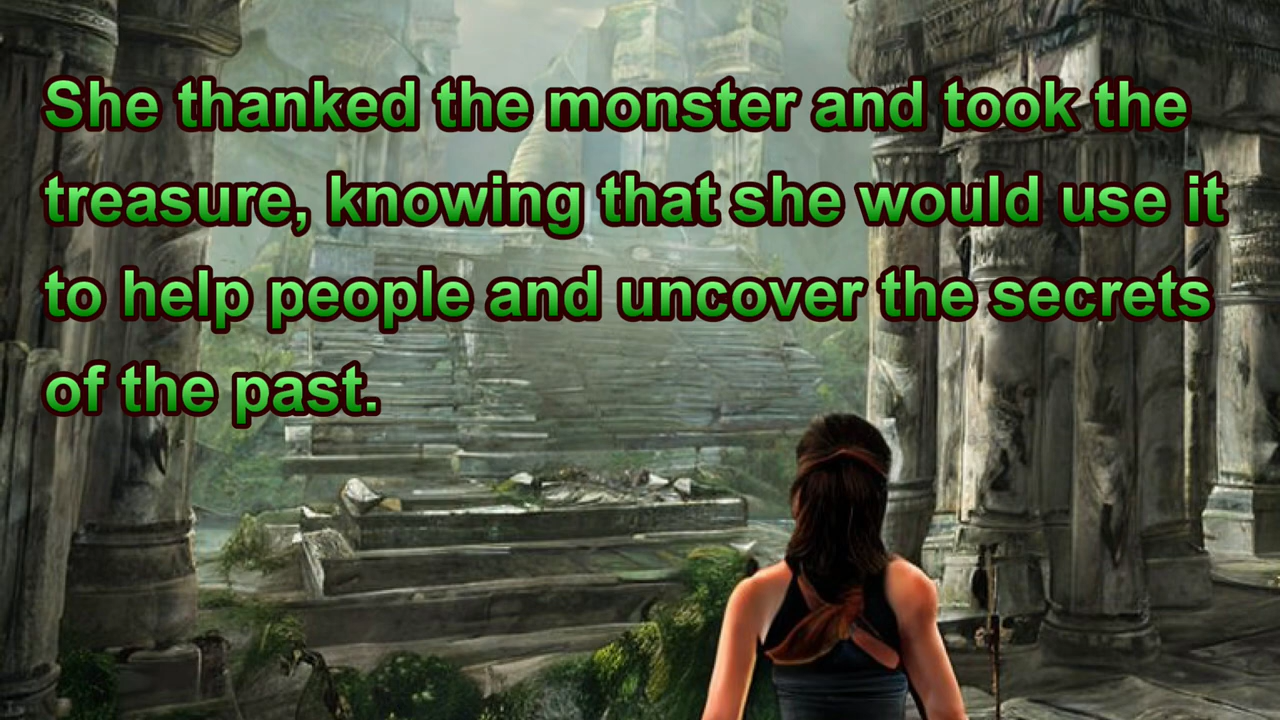 She thanked the monster and took the
treasure, knowing that she would use it
to help people and uncover the secrets
of the past.